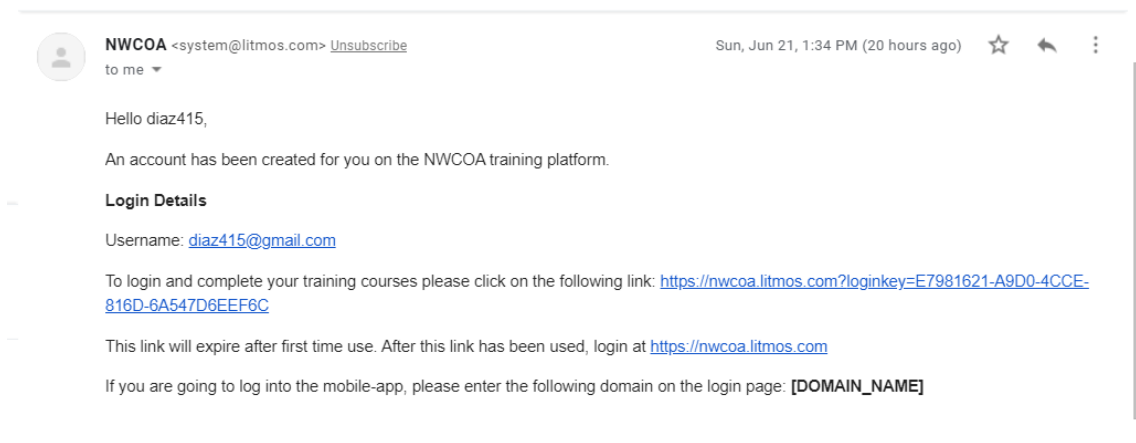 NWCOA <system@litmos.com> Unsubscribe Sun, Jun 21, 1:34 PM (20 hours ago)
to me
Hello diaz415,
An account has been created for you on the NWCOA training platform.
Login Details
Username: diaz415@gmail.com
To login and complete your training courses please click on the following link: https://nwcoa.litmos.com?loginkey=E7981621-A9D0-4CCE-
816D-6A547D6EEF6C
This link will expire after first time use. After this link has been used, login at https://nwcoa.litmos.com
If you are going to log into the mobile-app, please enter the following domain on the login page: [DOMAIN_NAME]